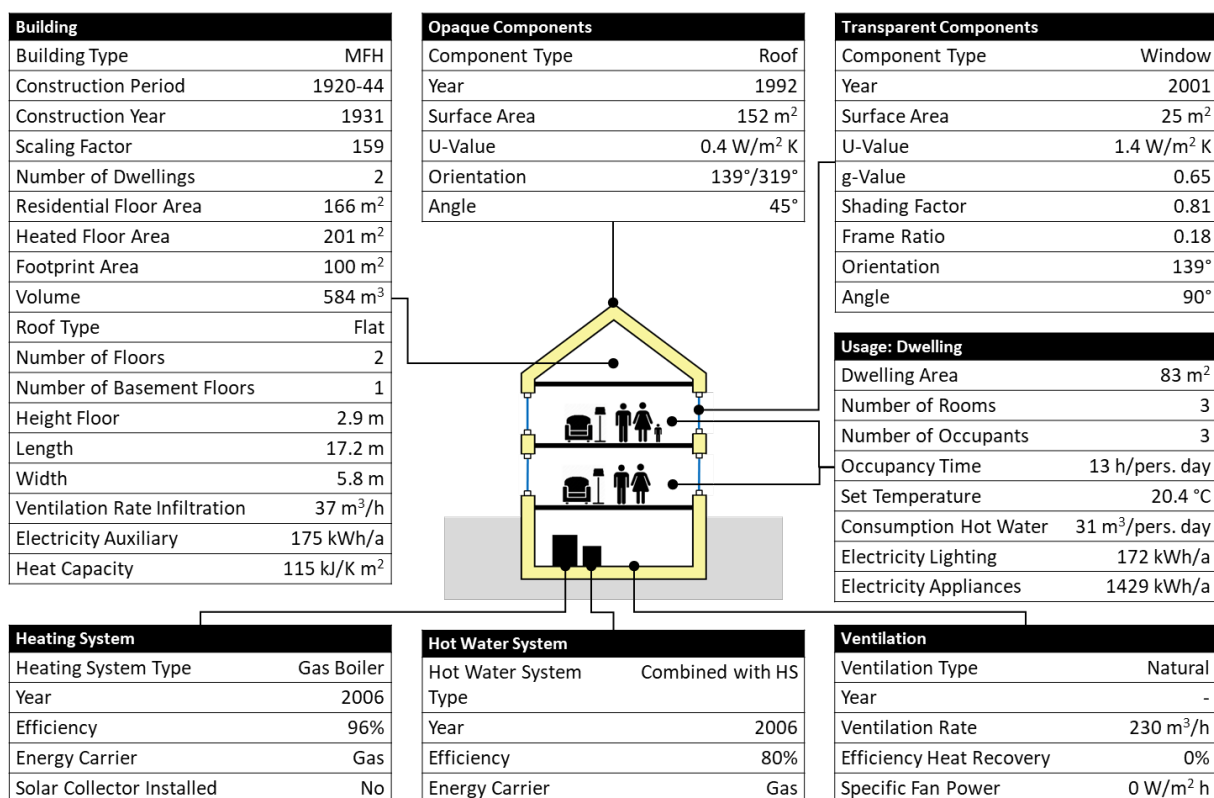 Building
Building Type MFH
Construction Period 1920-44
Construction Year 1931
Scaling Factor 159
Number of Dwellings 2
Residential Floor Area 166 m²
Heated Floor Area 201 m²
Footprint Area 100 m²
Volume 584 m³
Roof Type Flat
Number of Floors 2
Number of Basement Floors 1
Height Floor 2.9 m
Length 17.2 m
Width 5.8 m
Ventilation Rate Infiltration 37 m³/h
Electricity Auxiliary 175 kWh/a
Heat Capacity 115 kJ/K m²
Opaque Components
Component Type Roof
Year 1992
Surface Area 152 m²
U-Value 0.4 W/m² K
Orientation 139°/319°
Angle 45°
Transparent Components
Component Type Window
Year 2001
Surface Area 25 m²
U-Value 1.4 W/m² K
g-Value 0.65
Shading Factor 0.81
Frame Ratio 0.18
Orientation 139°
Angle 90°
Usage: Dwelling
Dwelling Area 83 m²
Number of Rooms 3
Number of Occupants 3
Occupancy Time 13 h/pers. day
Set Temperature 20.4 °C
Consumption Hot Water 31 m³/pers. day
Electricity Lighting 172 kWh/a
Electricity Appliances 1429 kWh/a
Heating System
Heating System Type Gas Boiler
Year 2006
Efficiency 96%
Energy Carrier Gas
Solar Collector Installed No
Hot Water System
Hot Water System Combined with HS
Type
Year 2006
Efficiency 80%
Energy Carrier Gas
Ventilation
Ventilation Type Natural
Year -
Ventilation Rate 230 m³/h
Efficiency Heat Recovery 0%
Specific Fan Power 0 W/m² h